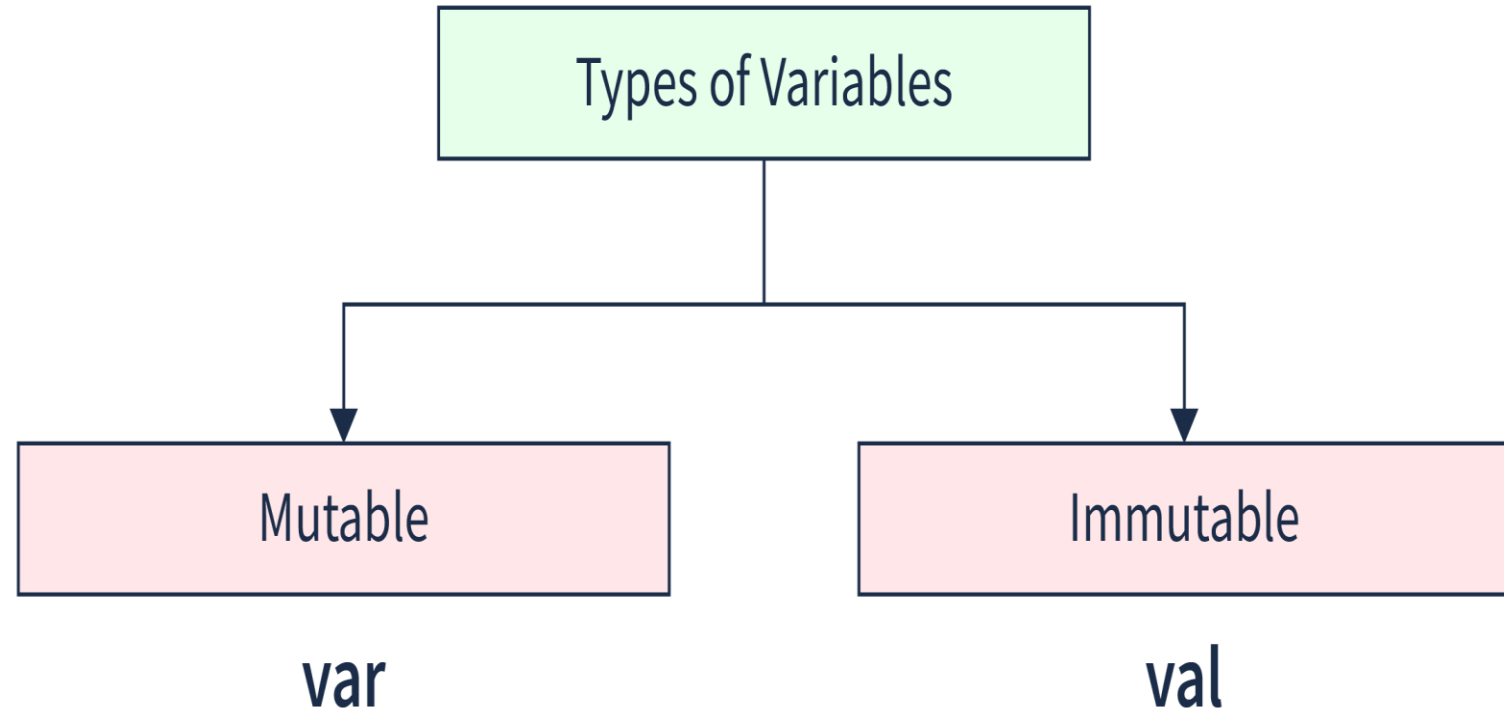 Types of Variables
Mutable
Immutable
var
val